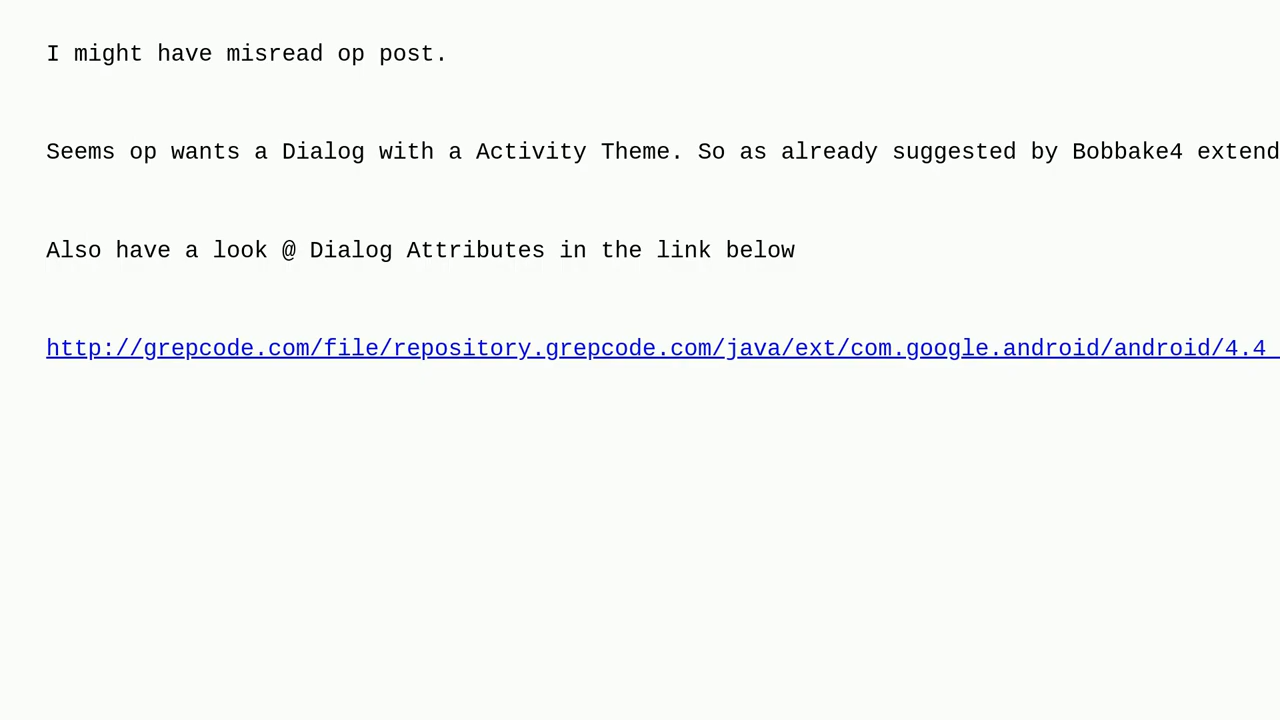 I might have misread op post.
Seems op wants a Dialog with a Activity Theme. So as already suggested by Bobbake4 extend
Also have a look @ Dialog Attributes in the link below
http://grepcode.com/file/repository.grepcode.com/java/ext/com.google.android/android/4.4_